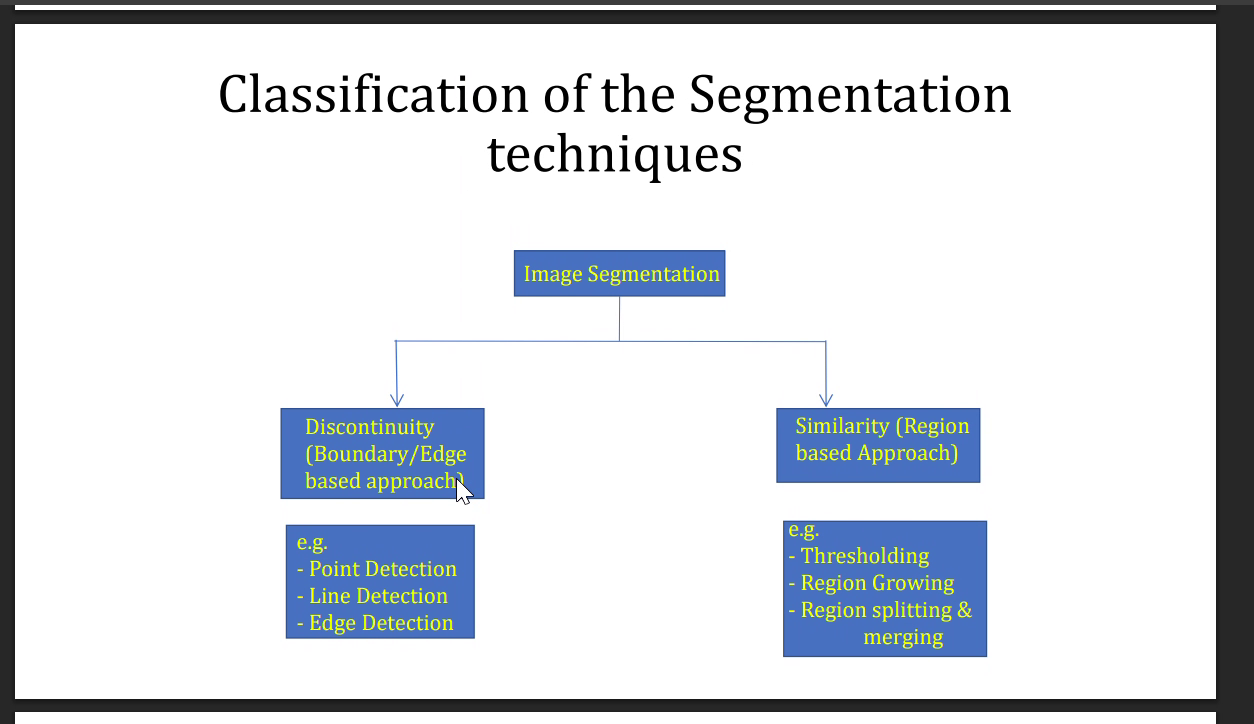 Classification of the Segmentation
techniques
Image Segmentation
Discontinuity
(Boundary/Edge
based approach)
Similarity (Region
based Approach)
e.g.
- Point Detection
- Line Detection
- Edge Detection
e.g.
- Thresholding
- Region Growing
- Region splitting &
merging